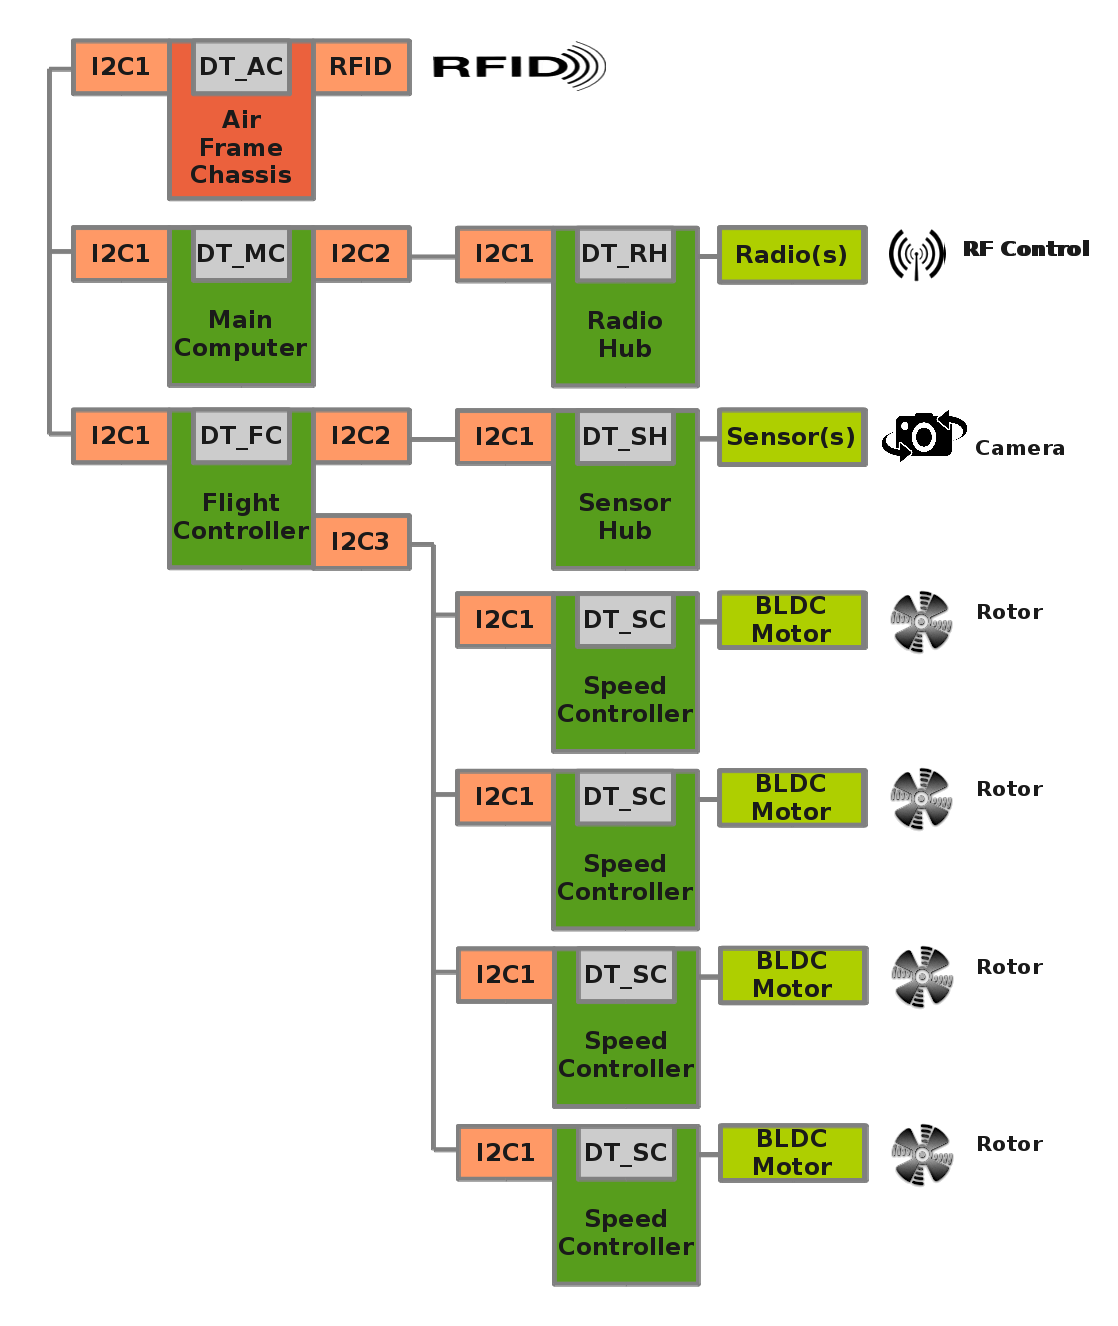 I2C1 DT_AC RFID RFID
Air
Frame
Chassis
I2C1 DT_MC I2C2 I2C1 DT_RH Radio(s) RF Control
Main
Computer
Radio
Hub
I2C1 DT_FC I2C2 I2C1 DT_SH Sensor(s) Camera
Flight
Controller
Sensor
Hub
I2C3
I2C1 DT_SC BLDC
Motor
Rotor
Speed
Controller
I2C1 DT_SC BLDC
Motor
Rotor
Speed
Controller
I2C1 DT_SC BLDC
Motor
Rotor
Speed
Controller
I2C1 DT_SC BLDC
Motor
Rotor
Speed
Controller